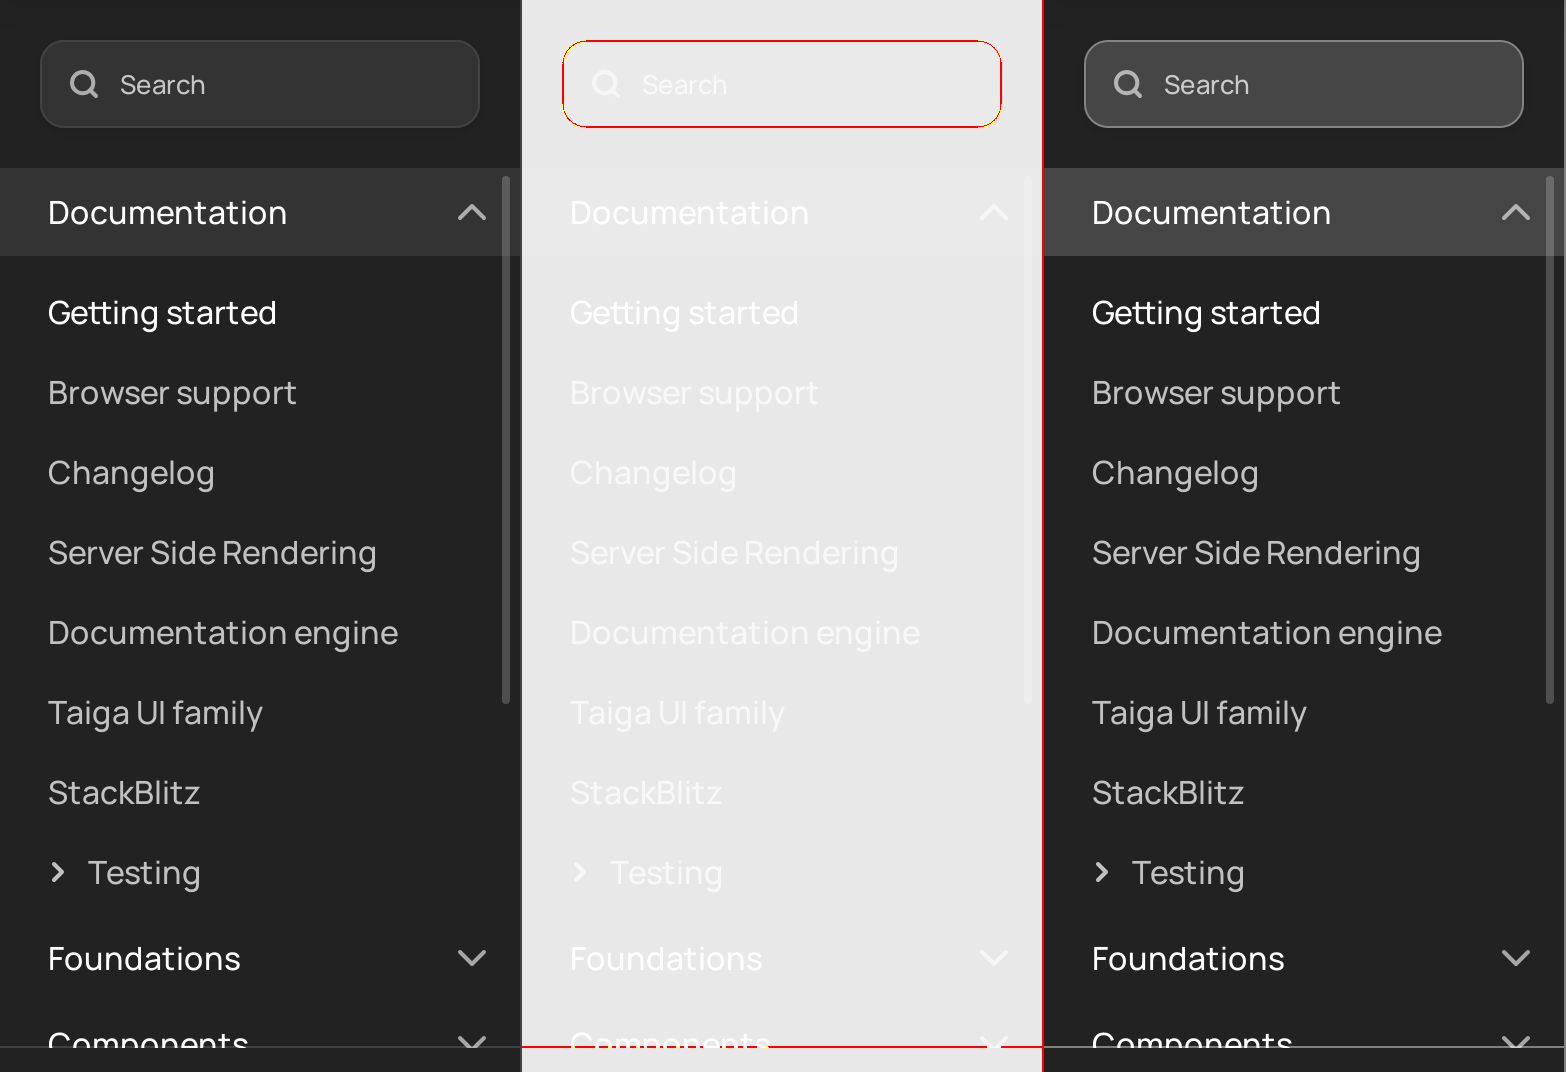 Search
Documentation
Getting started
Browser support
Changelog
Server Side Rendering
Documentation engine
Taiga UI family
StackBlitz
Testing
Foundations
Components
Search
Documentation
Getting started
Browser support
Changelog
Server Side Rendering
Documentation engine
Taiga UI family
StackBlitz
Testing
Foundations
Components
Search
Documentation
Getting started
Browser support
Changelog
Server Side Rendering
Documentation engine
Taiga UI family
StackBlitz
Testing
Foundations
Components